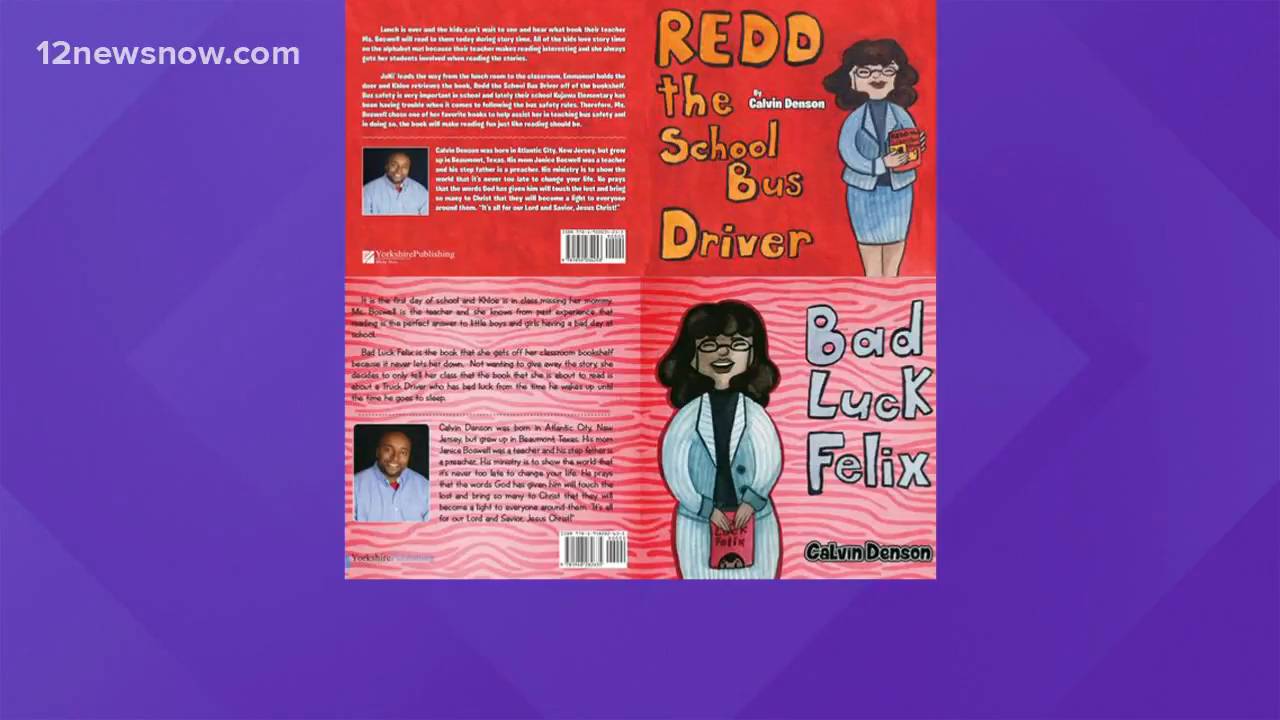 12newsnow.com
Lunch is over and the kids can't wait to see and hear what book their teacher
Ms. Boswell will read to them today during story time. All of the kids love story time
on the alphabet mat because their teacher makes reading interesting and she always
gets her students involved when reading the stories.
JaNi' leads the way from the lunch room to the classroom, Emmanuel holds the
door and Khloe retrieves the book, Redd the School Bus Driver off of the bookshelf.
Bus safety is very important in school and lately their school Kujawa Elementary has
been having trouble when it comes to following the bus safety rules. Therefore, Ms.
Boswell chose one of her favorite books to help assist her in teaching bus safety and
in doing so, the book will make reading fun just like reading should be.
Calvin Denson was born in Atlantic City, New Jersey, but grew
up in Beaumont, Texas. His mom Janice Boswell was a teacher
and his step father is a preacher. His ministry is to show the
world that it's never too late to change your life. He prays
that the words God has given him will touch the lost and bring
so many to Christ that they will become a light to everyone
around them. "It's all for our Lord and Savior, Jesus Christ!"
YorkshirePublishing
REDD
the
School
Bus
Driver
By
Calvin Denson
It is the first day of school and Khloe is in class missing her mommy.
Ms. Boswell is the teacher and she knows from past experience that
reading is the perfect answer to little boys and girls having a bad day at
school.
Bad Luck Felix is the book that she gets off her classroom bookshelf
because it never lets her down. Not wanting to give away the story, she
decides to only tell her class that the book that she is about to read is
about a Truck Driver who has bad luck from the time he wakes up until
the time he goes to sleep.
Calvin Denson was born in Atlantic City, New
Jersey, but grew up in Beaumont, Texas. His mom
Janice Boswell was a teacher and his step father is
a preacher. His ministry is to show the world that
it's never too late to change your life. He prays
that the words God has given him will touch the
lost and bring so many to Christ that they will
become a light to everyone around them. "It's all
for our Lord and Savior, Jesus Christ!"
YorkshirePublishing
Bad
Luck
Felix
Luck
Felix
Calvin Denson